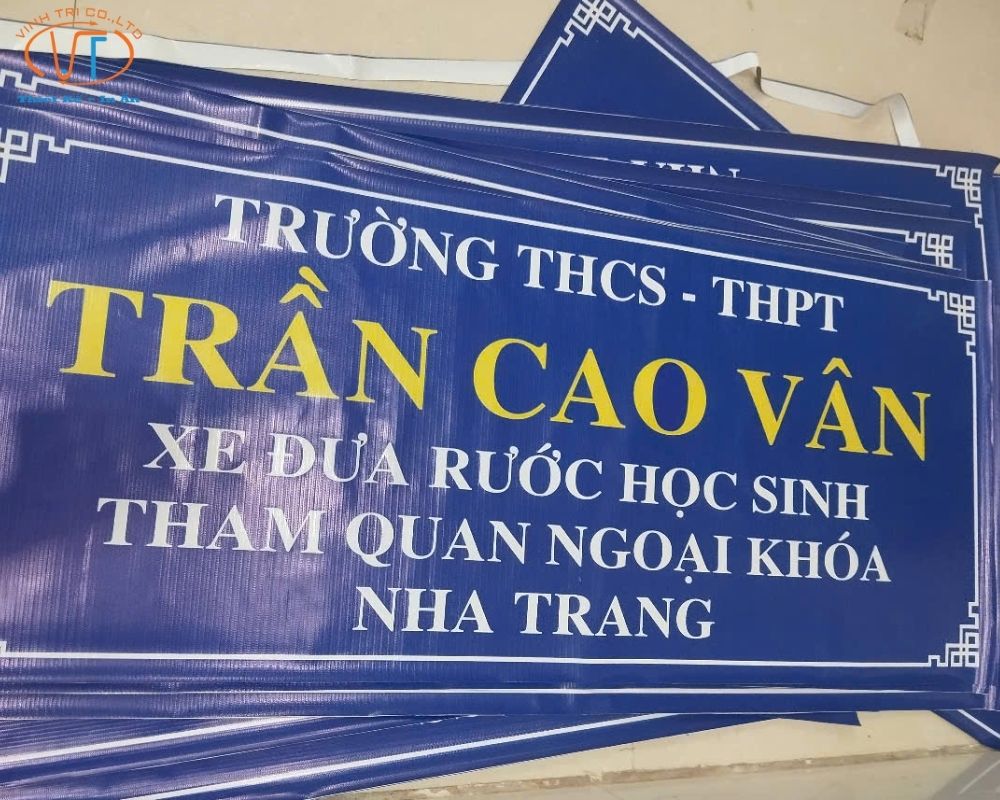 VINH TRI CO.,LTD
VT
TRƯỜNG THCS - THPT
TRẦN CAO VÂN
XE ĐƯA RƯỚC HỌC SINH
THAM QUAN NGOẠI KHÓA
NHA TRANG